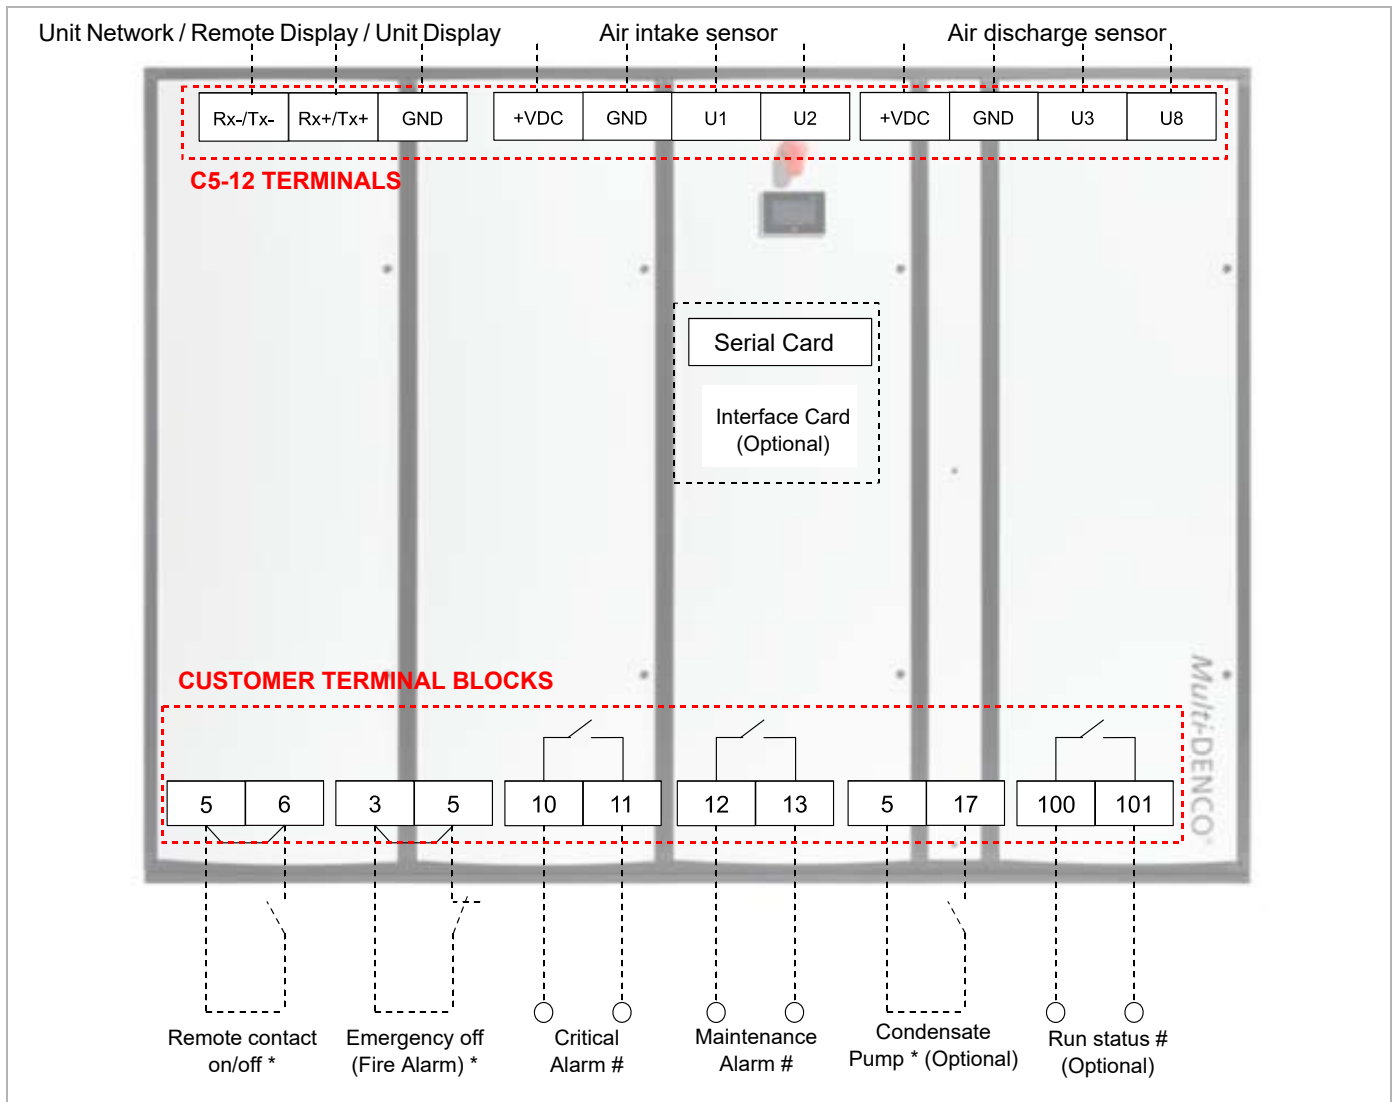 Unit Network / Remote Display / Unit Display
Air intake sensor
Air discharge sensor
Rx-/Tx- Rx+/Tx+ GND
+VDC GND U1 U2
+VDC GND U3 U8
C5-12 TERMINALS
Serial Card
Interface Card
(Optional)
Multi-DENCO®
CUSTOMER TERMINAL BLOCKS
5 6
3 5
10 11
12 13
5 17
100 101
Remote contact
on/off *
Emergency off
(Fire Alarm) *
Critical
Alarm #
Maintenance
Alarm #
Condensate
Pump * (Optional)
Run status #
(Optional)